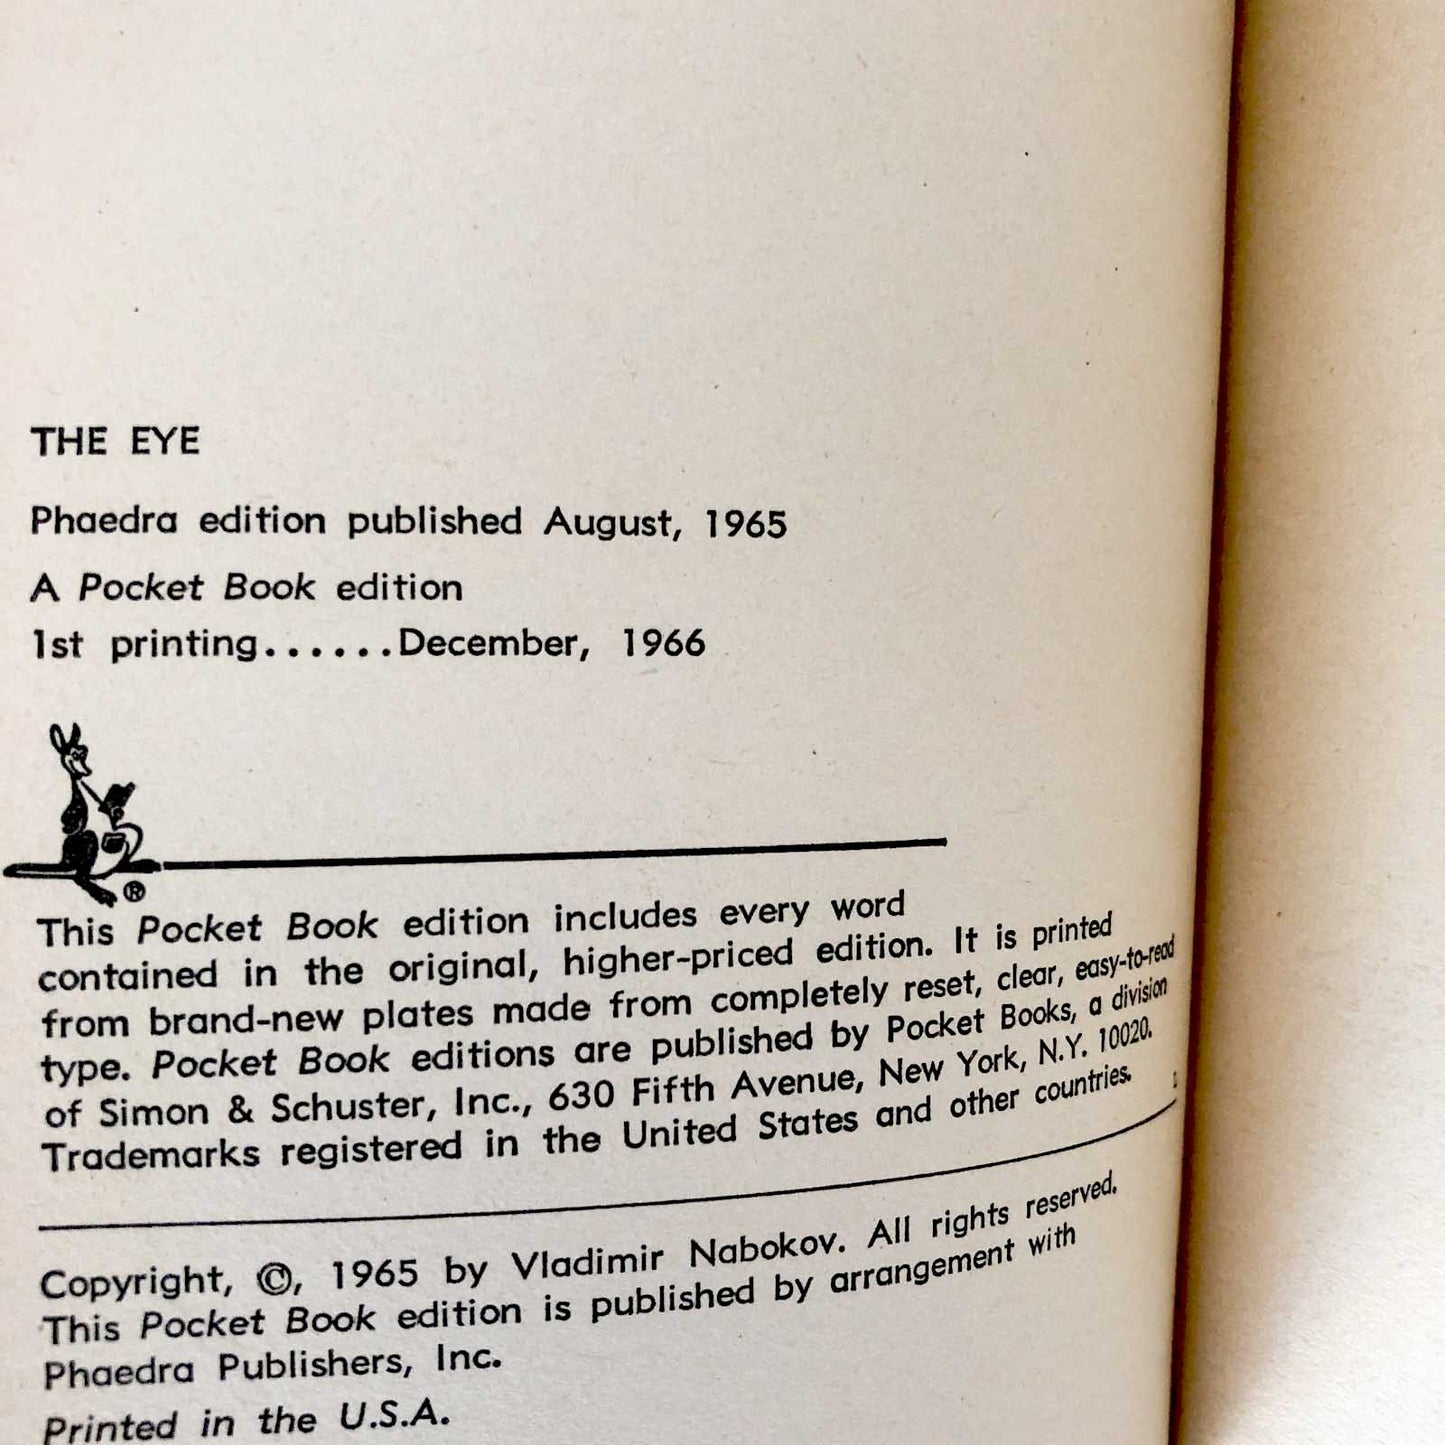 THE EYE
Phaedra edition published August, 1965
A Pocket Book edition
1st printing......December, 1966
®
This Pocket Book edition includes every word
contained in the original, higher-priced edition. It is printed
from brand-new plates made from completely reset, clear, easy-to-read
type. Pocket Book editions are published by Pocket Books, a division
of Simon & Schuster, Inc., 630 Fifth Avenue, New York, N.Y. 10020.
Trademarks registered in the United States and other countries.
Copyright, ©, 1965 by Vladimir Nabokov. All rights reserved.
This Pocket Book edition is published by arrangement with
Phaedra Publishers, Inc.
Printed in the U.S.A.